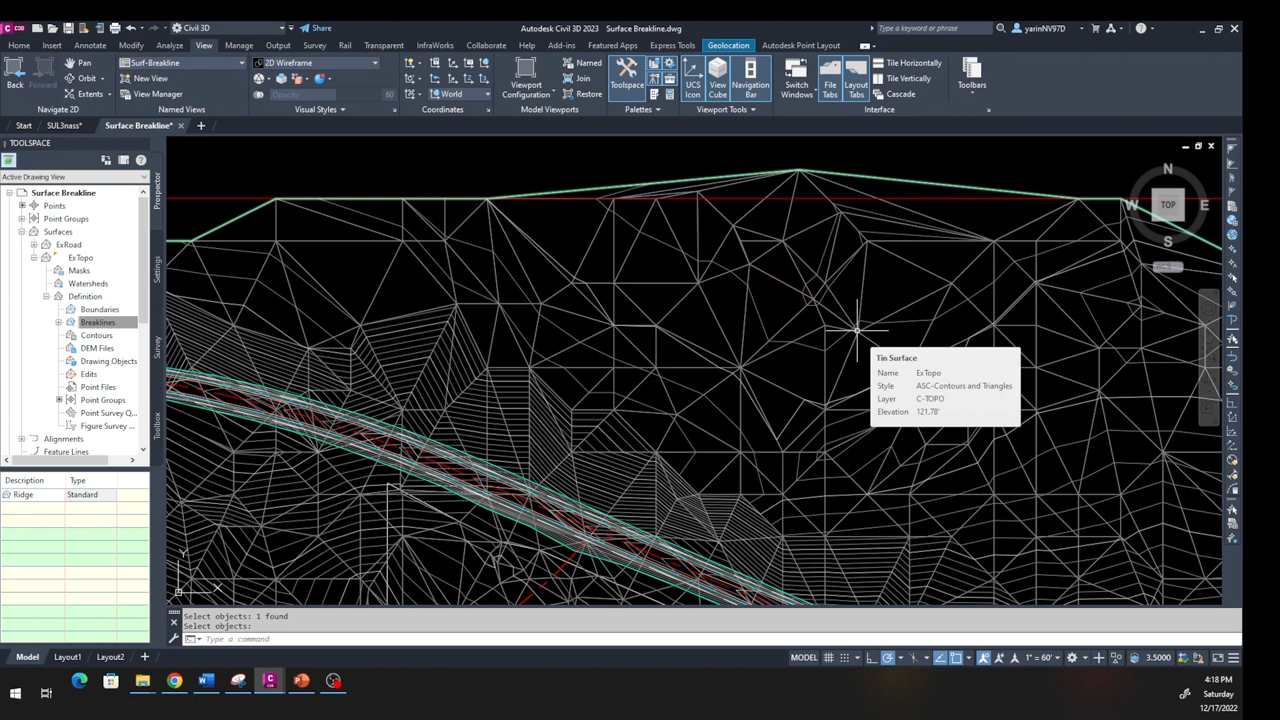 Civil 3D
Share
Autodesk Civil 3D 2023 Surface Breakline.dwg
Type a keyword or phrase
yarinNV97D
Home Insert Annotate Modify Analyze View Manage Output Survey Rail Transparent InfraWorks Collaborate Help Add-ins Featured Apps Express Tools Geolocation Autodesk Point Layout
Back Forward
Pan
Orbit
Extents
Navigate 2D
Surf-Breakline
New View
View Manager
Named Views
2D Wireframe
Opacity 60
Visual Styles
World
Coordinates
Viewport
Configuration
Named
Join
Restore
Model Viewports
Toolspace
Palettes
UCS
Icon
View
Cube
Navigation
Bar
Viewport Tools
Switch
Windows
File
Tabs
Layout
Tabs
Tile Horizontally
Tile Vertically
Cascade
Interface
Toolbars
Start SUL3nass* Surface Breakline*
TOOLSPACE
Active Drawing View
Surface Breakline
Points
Point Groups
Surfaces
ExRoad
ExTopo
Masks
Watersheds
Definition
Boundaries
Breaklines
Contours
DEM Files
Drawing Objects
Edits
Point Files
Point Groups
Point Survey Q...
Figure Survey ...
Alignments
Feature Lines
Prospector
Settings
Survey
Toolbox
Description Type
Ridge Standard
N
W TOP E
S
Tin Surface
Name ExTopo
Style ASC-Contours and Triangles
Layer C-TOPO
Elevation 121.78'
Y
X
Select objects: 1 found
Select objects:
Type a command
Model Layout1 Layout2
MODEL
1" = 60'
3.5000
4:18 PM
Saturday
12/17/2022